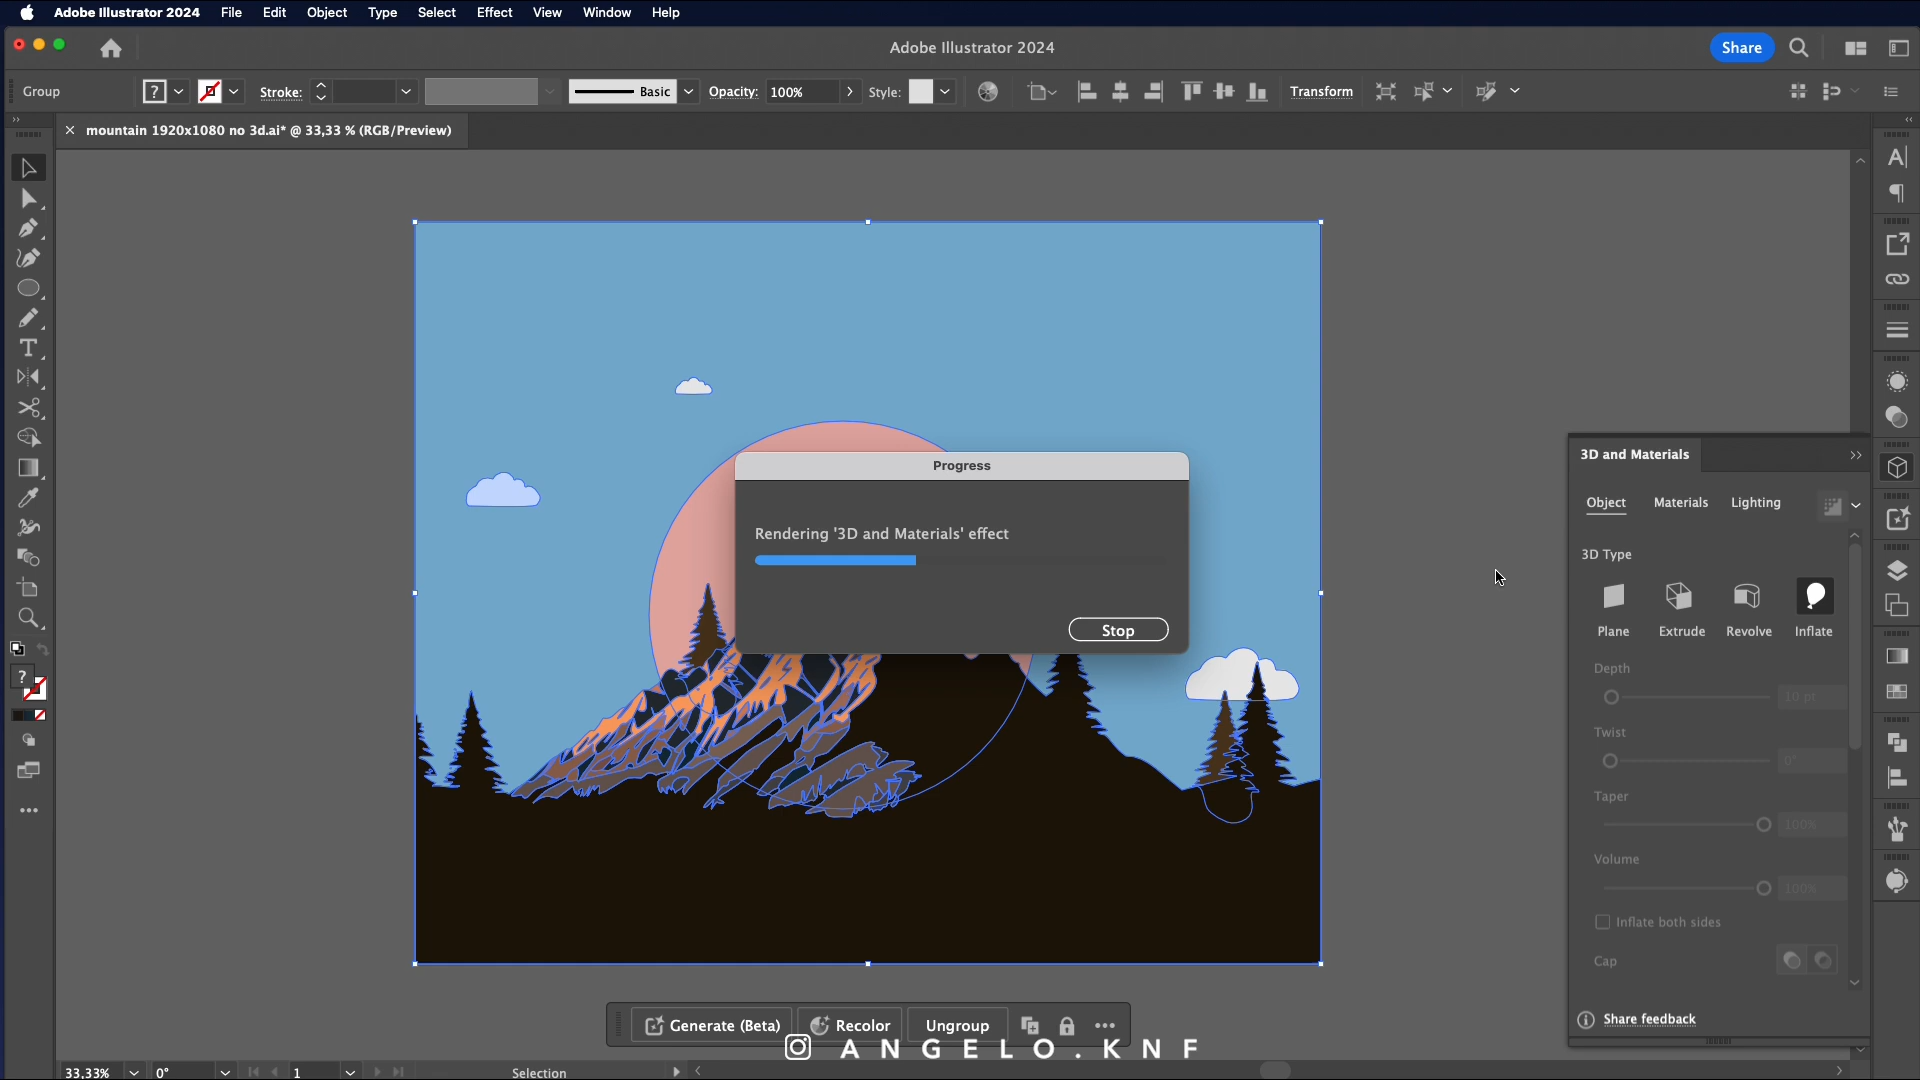 Adobe Illustrator 2024 File Edit Object Type Select Effect View Window Help
Adobe Illustrator 2024
Share
Group
?
Stroke:
Basic
Opacity:
100%
Style:
Transform
× mountain 1920x1080 no 3d.ai* @ 33,33 % (RGB/Preview)
Progress
Rendering '3D and Materials' effect
Stop
3D and Materials
Object Materials Lighting
3D Type
Plane Extrude Revolve Inflate
Depth
10 pt
Twist
0°
Taper
100%
Volume
100%
Inflate both sides
Cap
Share feedback
?
Generate (Beta) Recolor Ungroup
ANGELO.KNF
33,33% 0° 1 Selection